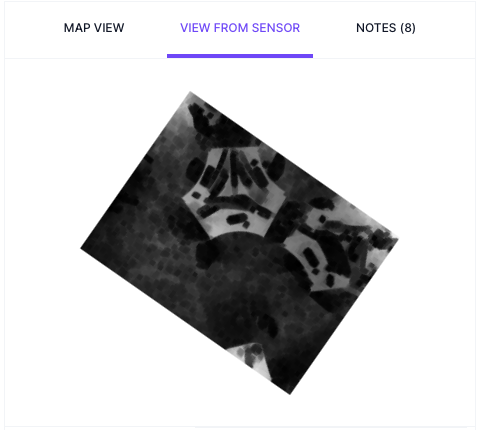 MAP VIEW
VIEW FROM SENSOR
NOTES (8)